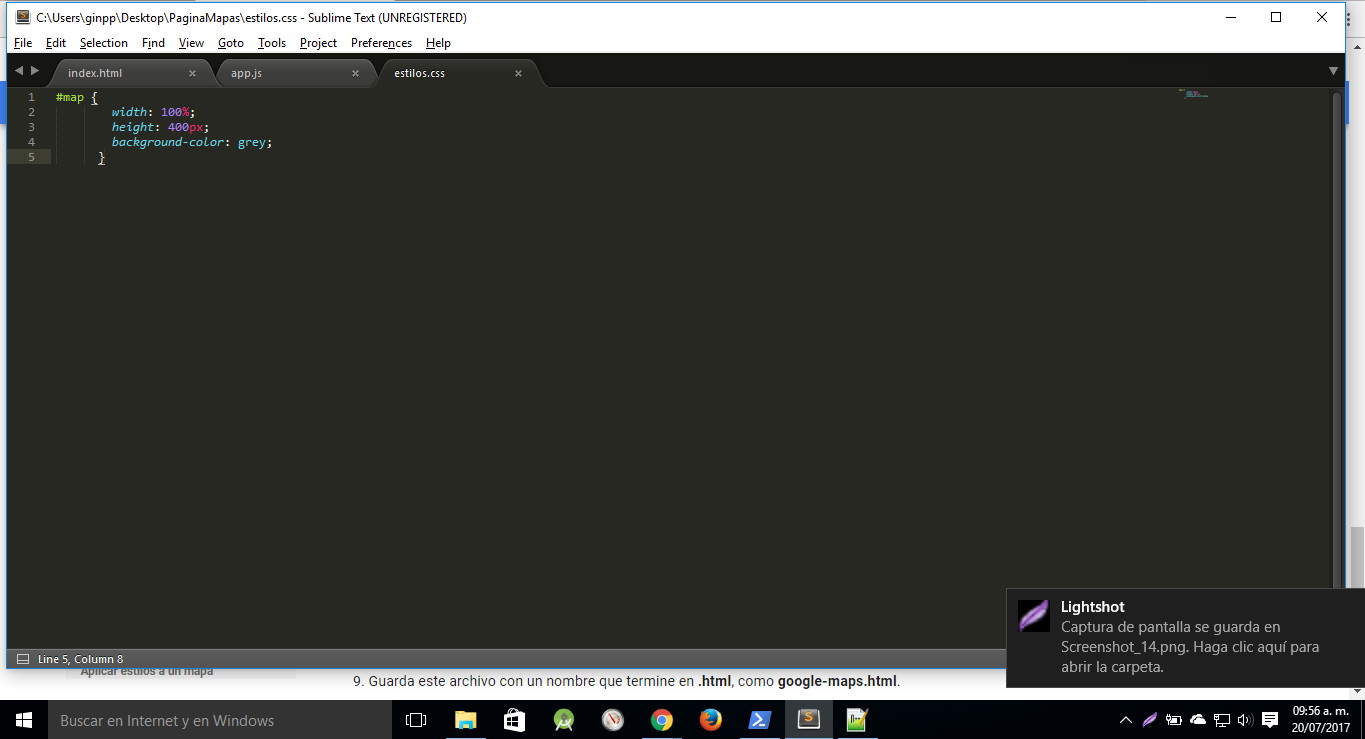 C:\Users\ginpp\Desktop\PaginaMapas\estilos.css - Sublime Text (UNREGISTERED)
File Edit Selection Find View Goto Tools Project Preferences Help
index.html × app.js × estilos.css ×
1 #map {
2 width: 100%;
3 height: 400px;
4 background-color: grey;
5 }
Lightshot
Captura de pantalla se guarda en
Screenshot_14.png. Haga clic aquí para
abrir la carpeta.
Line 5, Column 8
Aplicar estilos a un mapa
9. Guarda este archivo con un nombre que termine en .html, como google-maps.html.
Buscar en Internet y en Windows
09:56 a. m.
20/07/2017